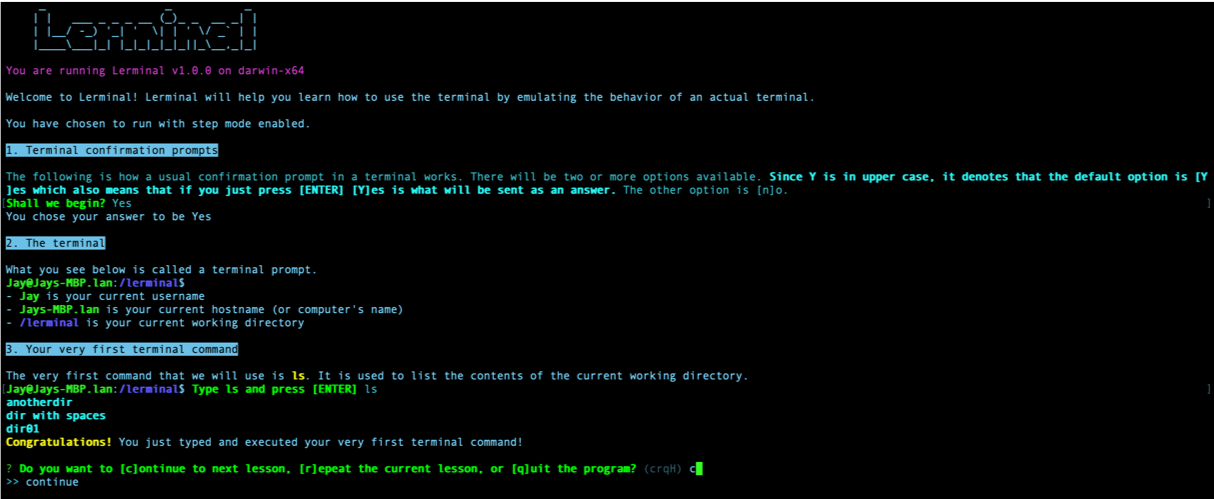 Lerminal
You are running Lerminal v1.0.0 on darwin-x64
Welcome to Lerminal! Lerminal will help you learn how to use the terminal by emulating the behavior of an actual terminal.
You have chosen to run with step mode enabled.
1. Terminal confirmation prompts
The following is how a usual confirmation prompt in a terminal works. There will be two or more options available. Since Y is in upper case, it denotes that the default option is [Y
]es which also means that if you just press [ENTER] [Y]es is what will be sent as an answer. The other option is [n]o.
[Shall we begin? Yes ]
You chose your answer to be Yes
2. The terminal
What you see below is called a terminal prompt.
Jay@Jays-MBP.lan:/lerminal$
- Jay is your current username
- Jays-MBP.lan is your current hostname (or computer's name)
- /lerminal is your current working directory
3. Your very first terminal command
The very first command that we will use is ls. It is used to list the contents of the current working directory.
[Jay@Jays-MBP.lan:/lerminal$ Type ls and press [ENTER] ls ]
anotherdir
dir with spaces
dir01
Congratulations! You just typed and executed your very first terminal command!
? Do you want to [c]ontinue to next lesson, [r]epeat the current lesson, or [q]uit the program? (crqH) c
>> continue